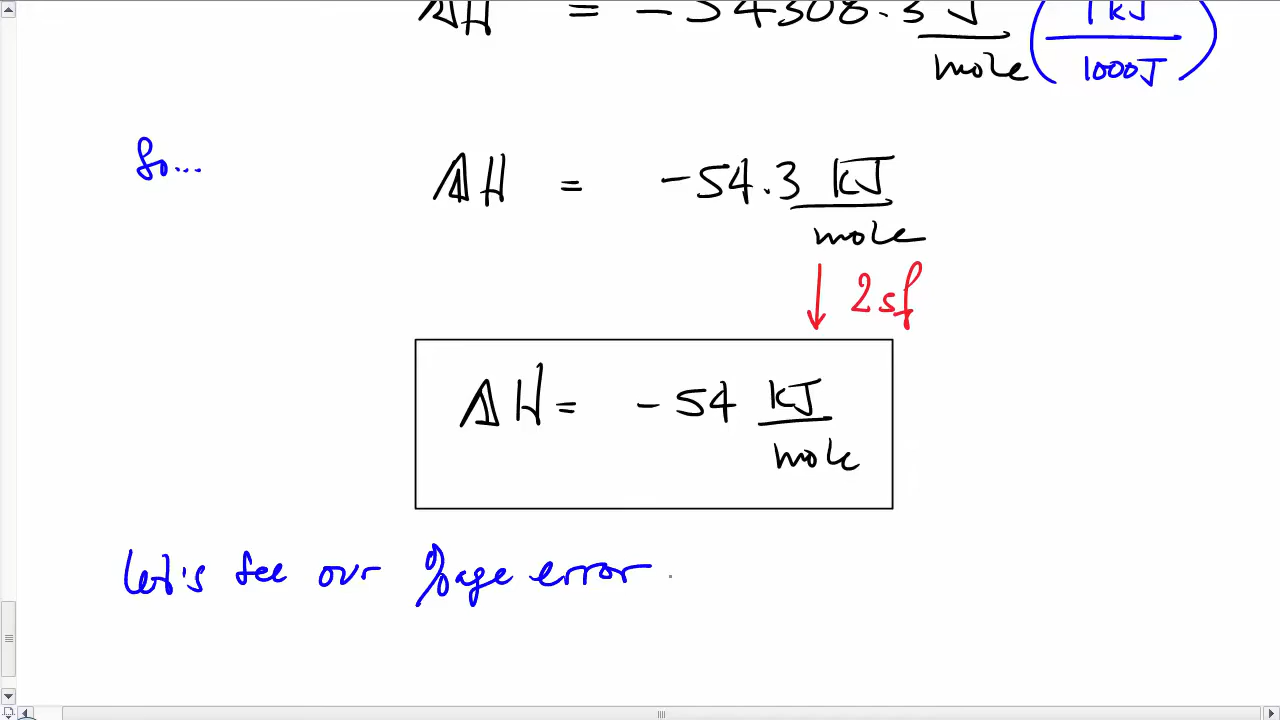 ΔH = -54308.3 J/mole (1 kJ/1000J)
So...
ΔH = -54.3 kJ/mole
↓ 2sf
ΔH = -54 kJ/mole
Let's see our %age error